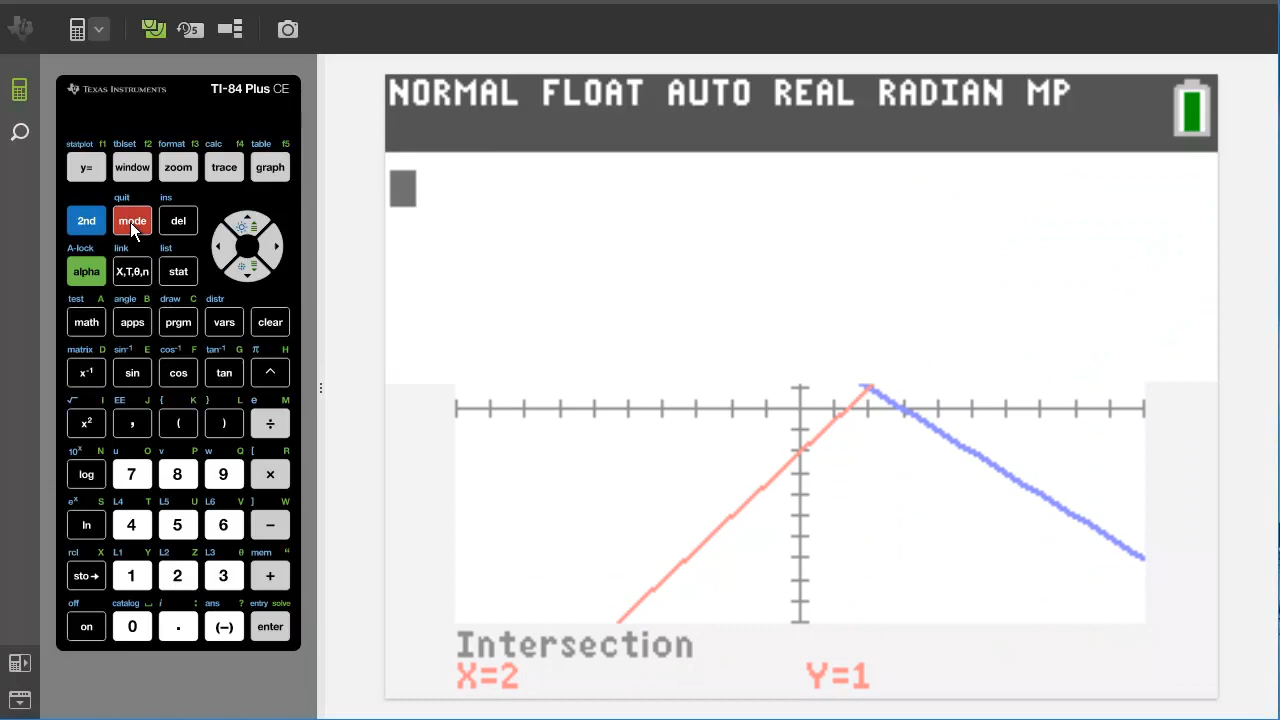 TEXAS INSTRUMENTS TI-84 Plus CE
statplot f1 tblset f2 format f3 calc f4 table f5
y= window zoom trace graph
quit ins
2nd mode del
A-lock link list
alpha X,T,θ,n stat
test A angle B draw C distr
math apps prgm vars clear
matrix D sin⁻¹ E cos⁻¹ F tan⁻¹ G π H
x⁻¹ sin cos tan ^
√‾ I EE J { K } L e M
x² , ( ) ÷
10ˣ N u O v P w Q [ R
log 7 8 9 ×
eˣ S L4 T L5 U L6 V ] W
ln 4 5 6 −
rcl X L1 Y L2 Z L3 θ mem “
sto→ 1 2 3 +
off catalog ⎵ i : ans ? entry solve
on 0 . (−) enter
NORMAL FLOAT AUTO REAL RADIAN MP
Intersection
X=2 Y=1